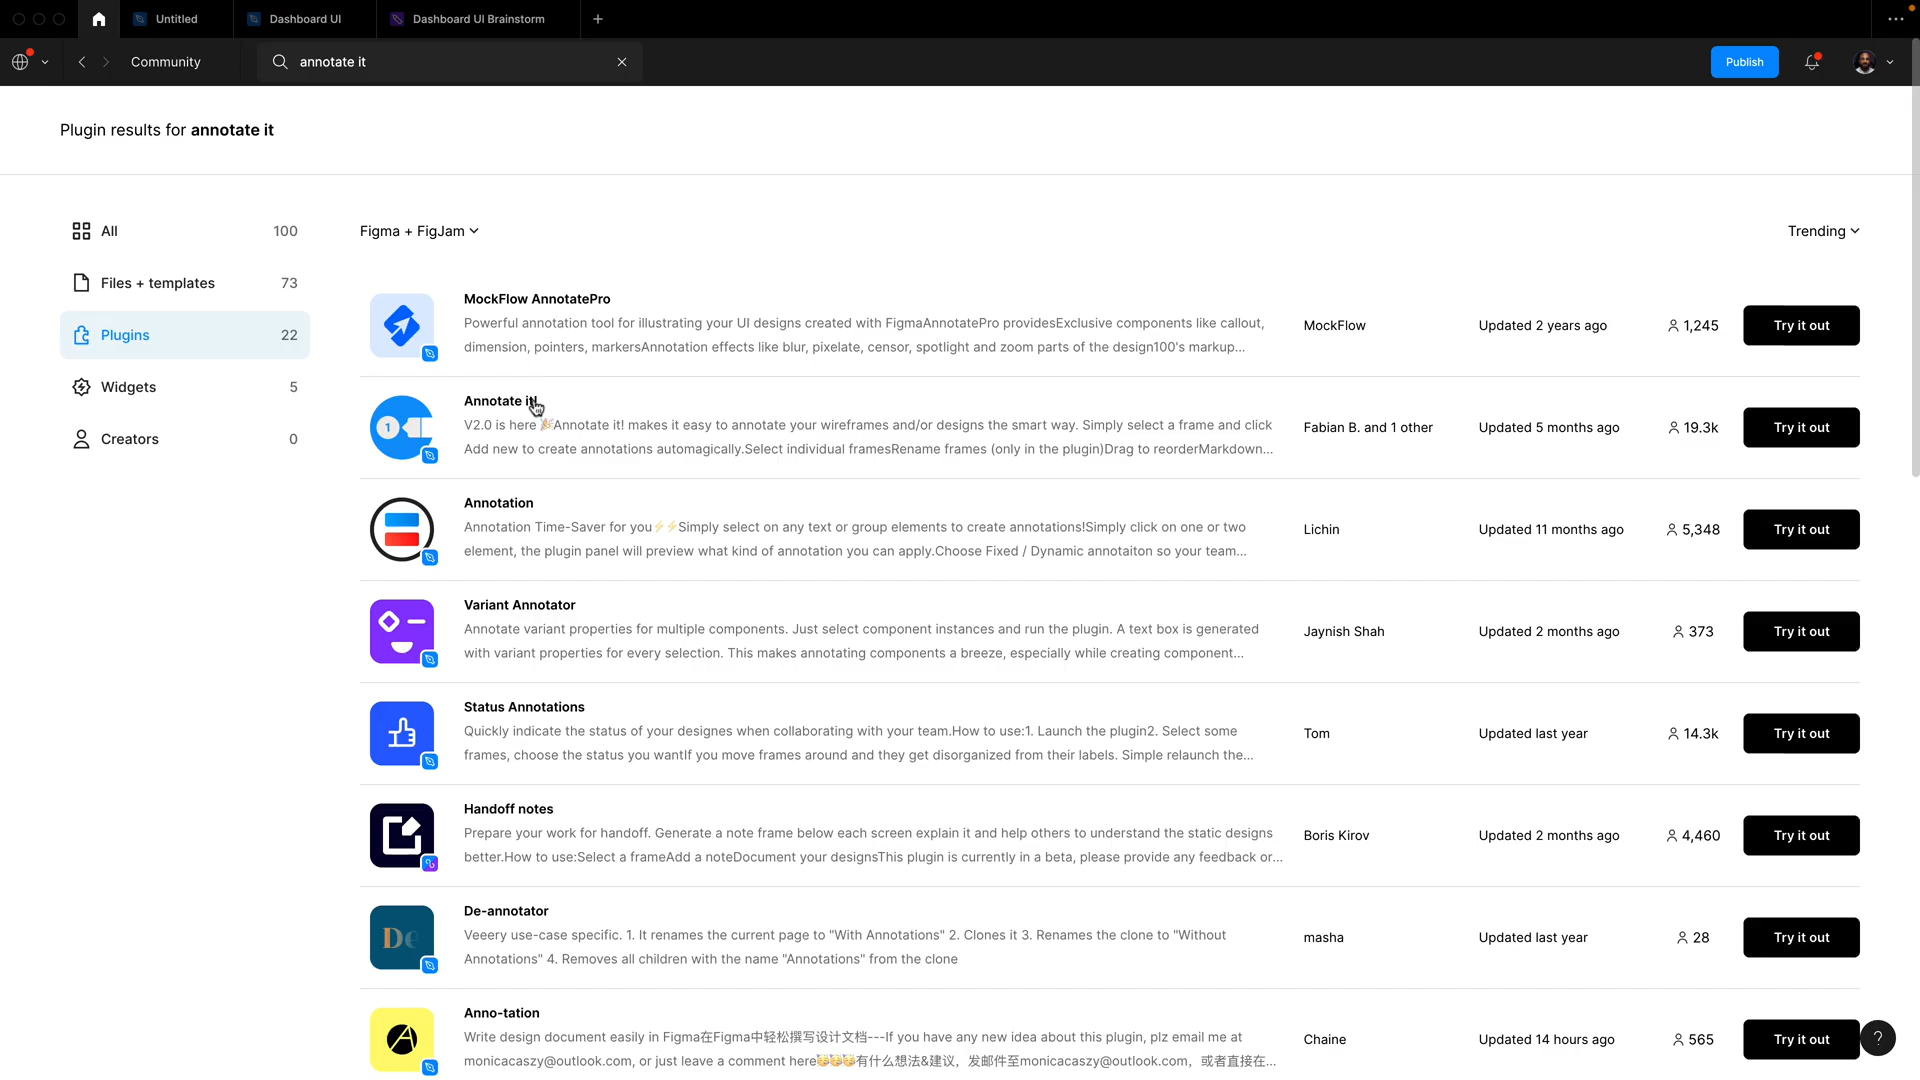 Untitled
Dashboard UI
Dashboard UI Brainstorm
Community
annotate it
Publish
Plugin results for annotate it
All 100
Files + templates 73
Plugins 22
Widgets 5
Creators 0
Figma + FigJam
Trending
MockFlow AnnotatePro
Powerful annotation tool for illustrating your UI designs created with FigmaAnnotatePro providesExclusive components like callout,
dimension, pointers, markersAnnotation effects like blur, pixelate, censor, spotlight and zoom parts of the design100's markup...
MockFlow
Updated 2 years ago
1,245
Try it out
1
Annotate it!
V2.0 is here 🎉Annotate it! makes it easy to annotate your wireframes and/or designs the smart way. Simply select a frame and click
Add new to create annotations automagically.Select individual framesRename frames (only in the plugin)Drag to reorderMarkdown...
Fabian B. and 1 other
Updated 5 months ago
19.3k
Try it out
Annotation
Annotation Time-Saver for you⚡⚡Simply select on any text or group elements to create annotations!Simply click on one or two
element, the plugin panel will preview what kind of annotation you can apply.Choose Fixed / Dynamic annotaiton so your team...
Lichin
Updated 11 months ago
5,348
Try it out
Variant Annotator
Annotate variant properties for multiple components. Just select component instances and run the plugin. A text box is generated
with variant properties for every selection. This makes annotating components a breeze, especially while creating component...
Jaynish Shah
Updated 2 months ago
373
Try it out
Status Annotations
Quickly indicate the status of your designes when collaborating with your team.How to use:1. Launch the plugin2. Select some
frames, choose the status you wantIf you move frames around and they get disorganized from their labels. Simple relaunch the...
Tom
Updated last year
14.3k
Try it out
Handoff notes
Prepare your work for handoff. Generate a note frame below each screen explain it and help others to understand the static designs
better.How to use:Select a frameAdd a noteDocument your designsThis plugin is currently in a beta, please provide any feedback or...
Boris Kirov
Updated 2 months ago
4,460
Try it out
De
De-annotator
Veeery use-case specific. 1. It renames the current page to "With Annotations" 2. Clones it 3. Renames the clone to "Without
Annotations" 4. Removes all children with the name "Annotations" from the clone
masha
Updated last year
28
Try it out
A
Anno-tation
Write design document easily in Figma在Figma中轻松撰写设计文档---If you have any new idea about this plugin, plz email me at
monicacaszy@outlook.com, or just leave a comment here🥳🥳🥳有什么想法&建议，发邮件至monicacaszy@outlook.com，或者直接在...
Chaine
Updated 14 hours ago
565
Try it out
?